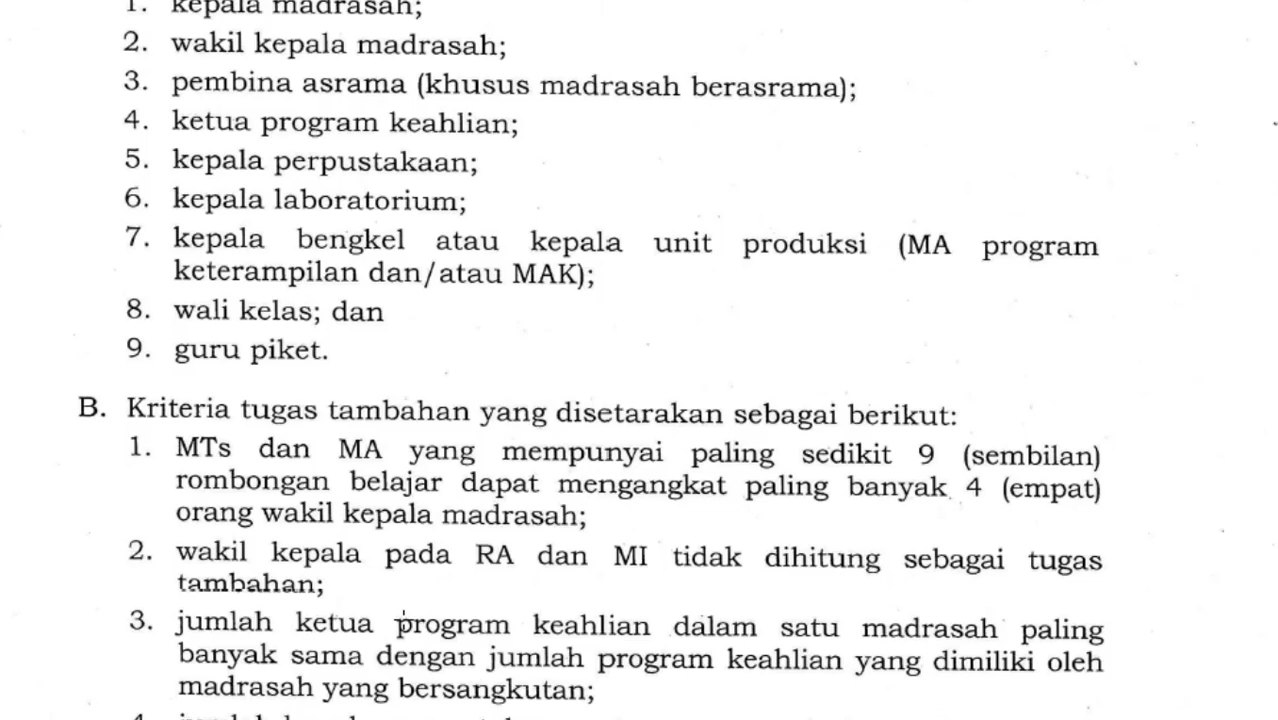 1. kepala madrasah;
2. wakil kepala madrasah;
3. pembina asrama (khusus madrasah berasrama);
4. ketua program keahlian;
5. kepala perpustakaan;
6. kepala laboratorium;
7. kepala bengkel atau kepala unit produksi (MA program
keterampilan dan/atau MAK);
8. wali kelas; dan
9. guru piket.
B. Kriteria tugas tambahan yang disetarakan sebagai berikut:
1. MTs dan MA yang mempunyai paling sedikit 9 (sembilan)
rombongan belajar dapat mengangkat paling banyak 4 (empat)
orang wakil kepala madrasah;
2. wakil kepala pada RA dan MI tidak dihitung sebagai tugas
tambahan;
3. jumlah ketua program keahlian dalam satu madrasah paling
banyak sama dengan jumlah program keahlian yang dimiliki oleh
madrasah yang bersangkutan;